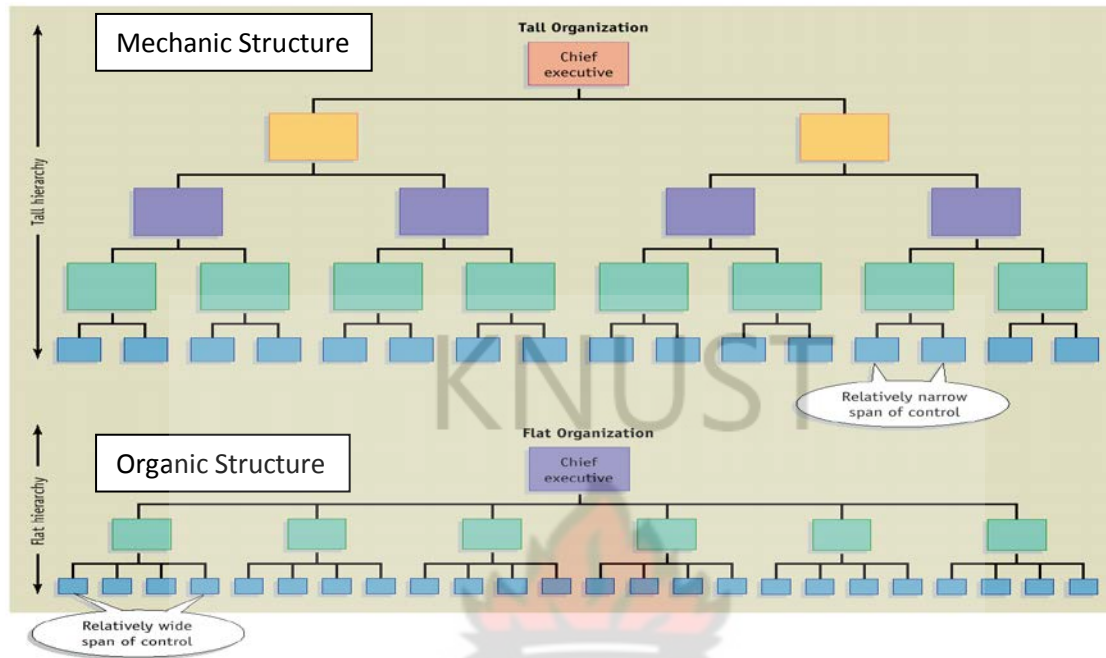 Mechanic Structure
Tall Organization
Chief
executive
Tall hierarchy
KNUST
Relatively narrow
span of control
Flat Organization
Organic Structure
Chief
executive
Flat hierarchy
Relatively wide
span of control